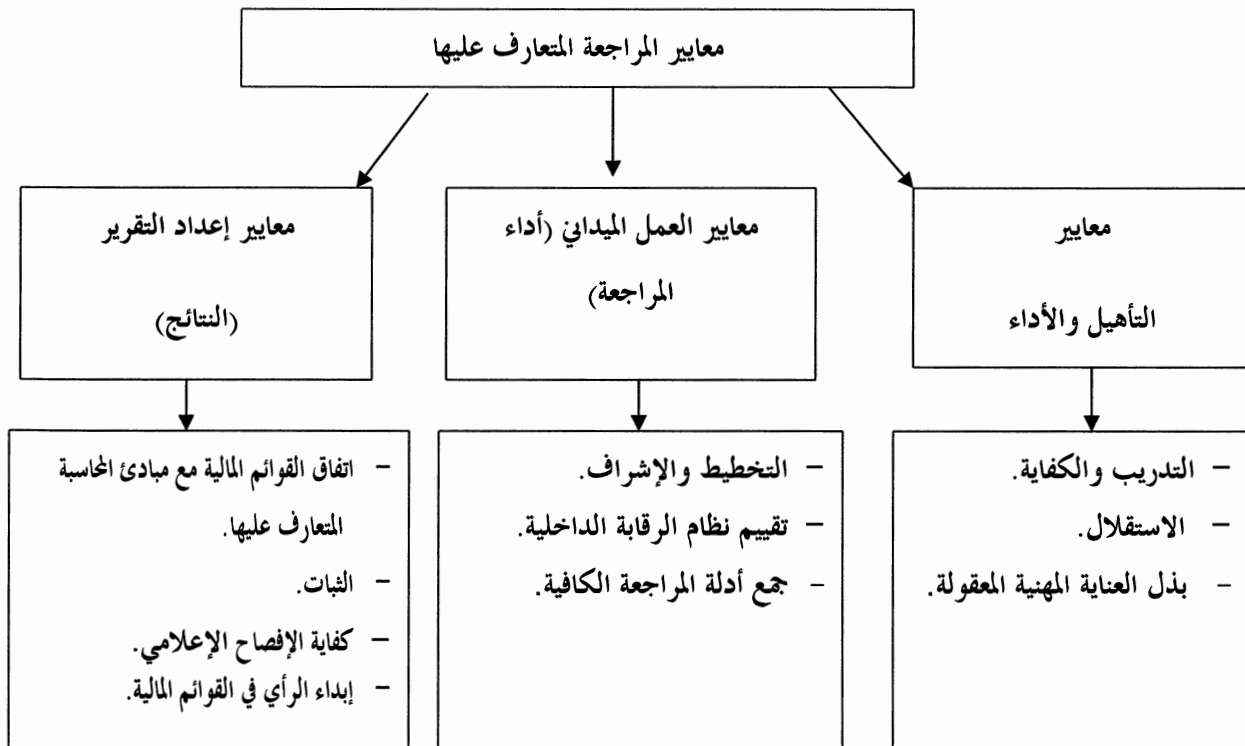 معايير المراجعة المتعارف عليها
معايير
التأهيل والأداء
معايير العمل الميداني (أداء
المراجعة)
معايير إعداد التقرير
(النتائج)
- التدريب والكفاية.
- الاستقلال.
- بذل العناية المهنية المعقولة.
- التخطيط والإشراف.
- تقييم نظام الرقابة الداخلية.
- جمع أدلة المراجعة الكافية.
- اتفاق القوائم المالية مع مبادئ المحاسبة
المتعارف عليها.
- الثبات.
- كفاية الإفصاح الإعلامي.
- إبداء الرأي في القوائم المالية.